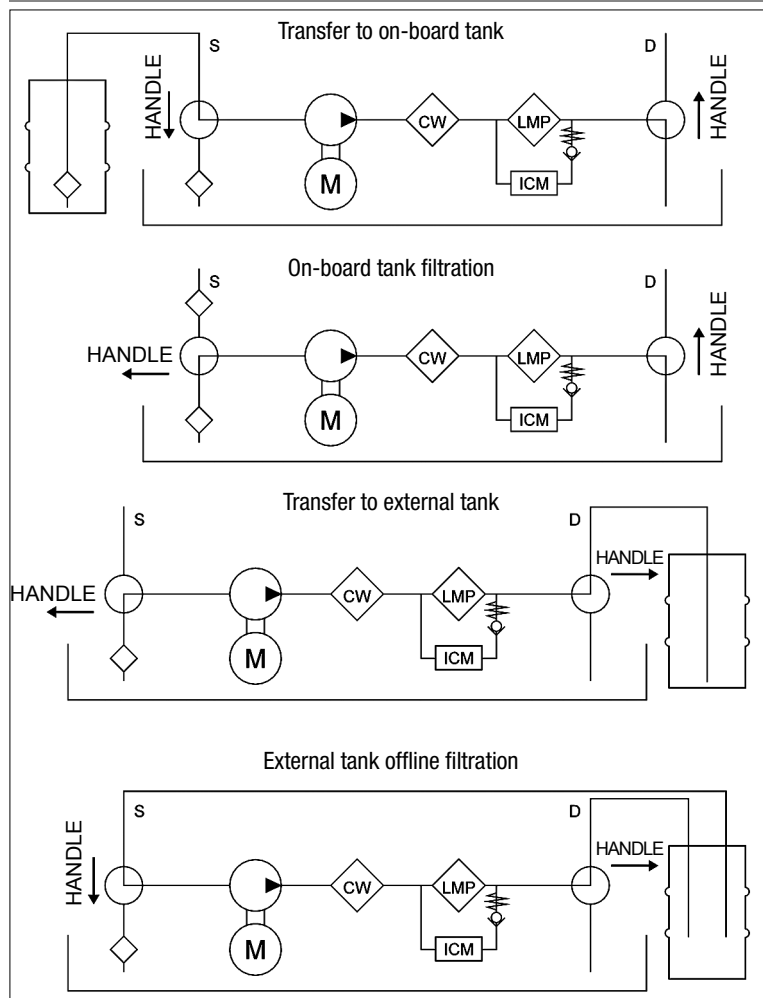 Transfer to on-board tank
S
D
HANDLE
HANDLE
CW
LMP
M
ICM
On-board tank filtration
S
D
HANDLE
HANDLE
CW
LMP
M
ICM
Transfer to external tank
S
D
HANDLE
HANDLE
CW
LMP
M
ICM
External tank offline filtration
S
D
HANDLE
HANDLE
CW
LMP
M
ICM